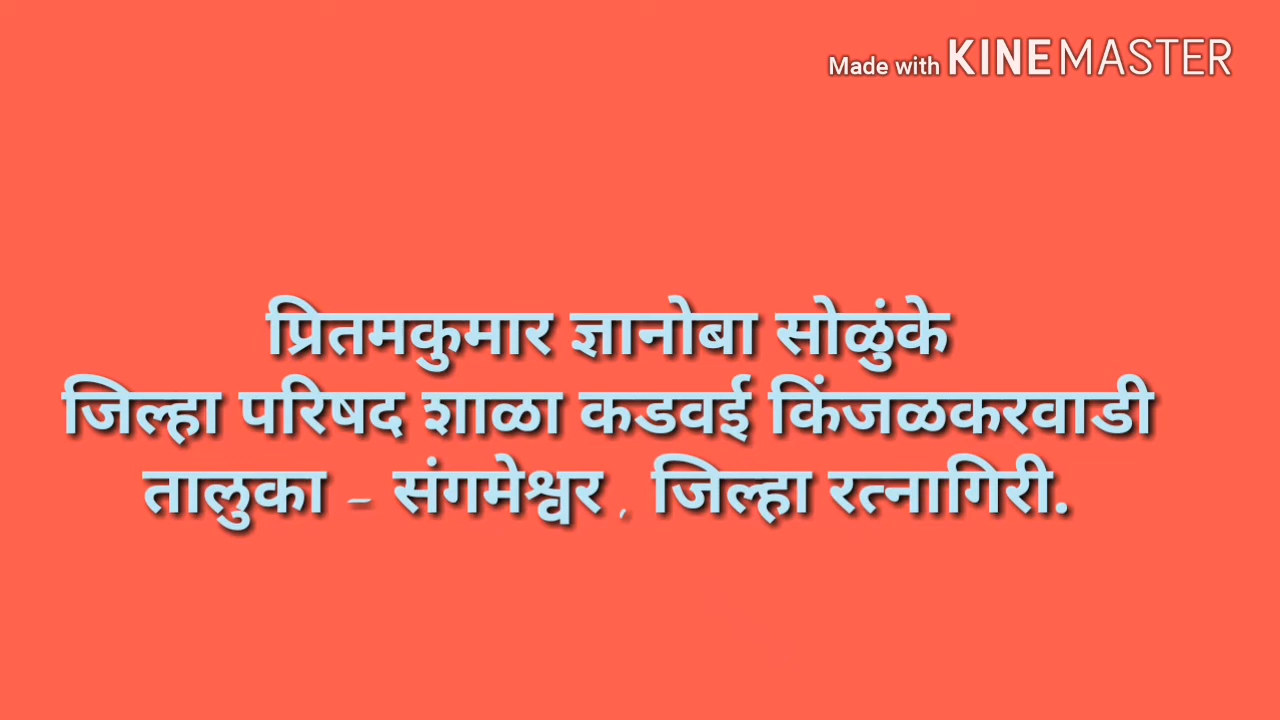 Made with KINEMASTER
प्रितमकुमार ज्ञानोबा सोळुंके
जिल्हा परिषद शाळा कडवई किंजळकरवाडी
तालुका - संगमेश्वर , जिल्हा रत्नागिरी.